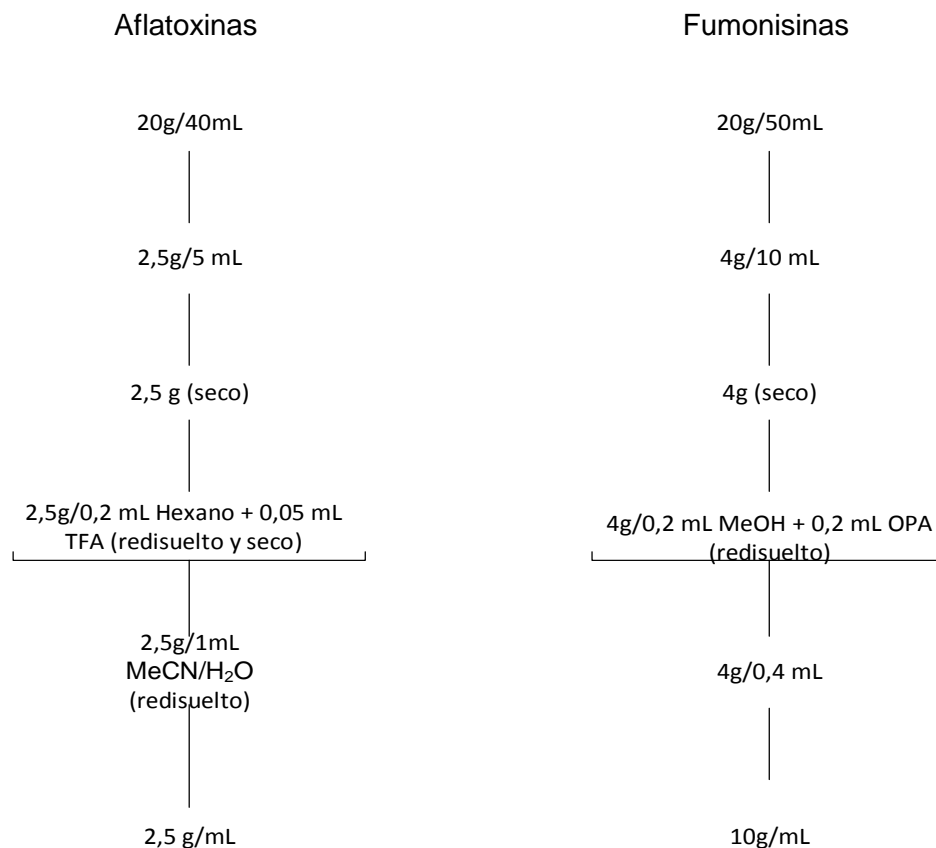 Aflatoxinas
20g/40mL
2,5g/5 mL
2,5 g (seco)
2,5g/0,2 mL Hexano + 0,05 mL
TFA (redisuelto y seco)
2,5g/1mL
MeCN/H₂O
(redisuelto)
2,5 g/mL
Fumonisinas
20g/50mL
4g/10 mL
4g (seco)
4g/0,2 mL MeOH + 0,2 mL OPA
(redisuelto)
4g/0,4 mL
10g/mL